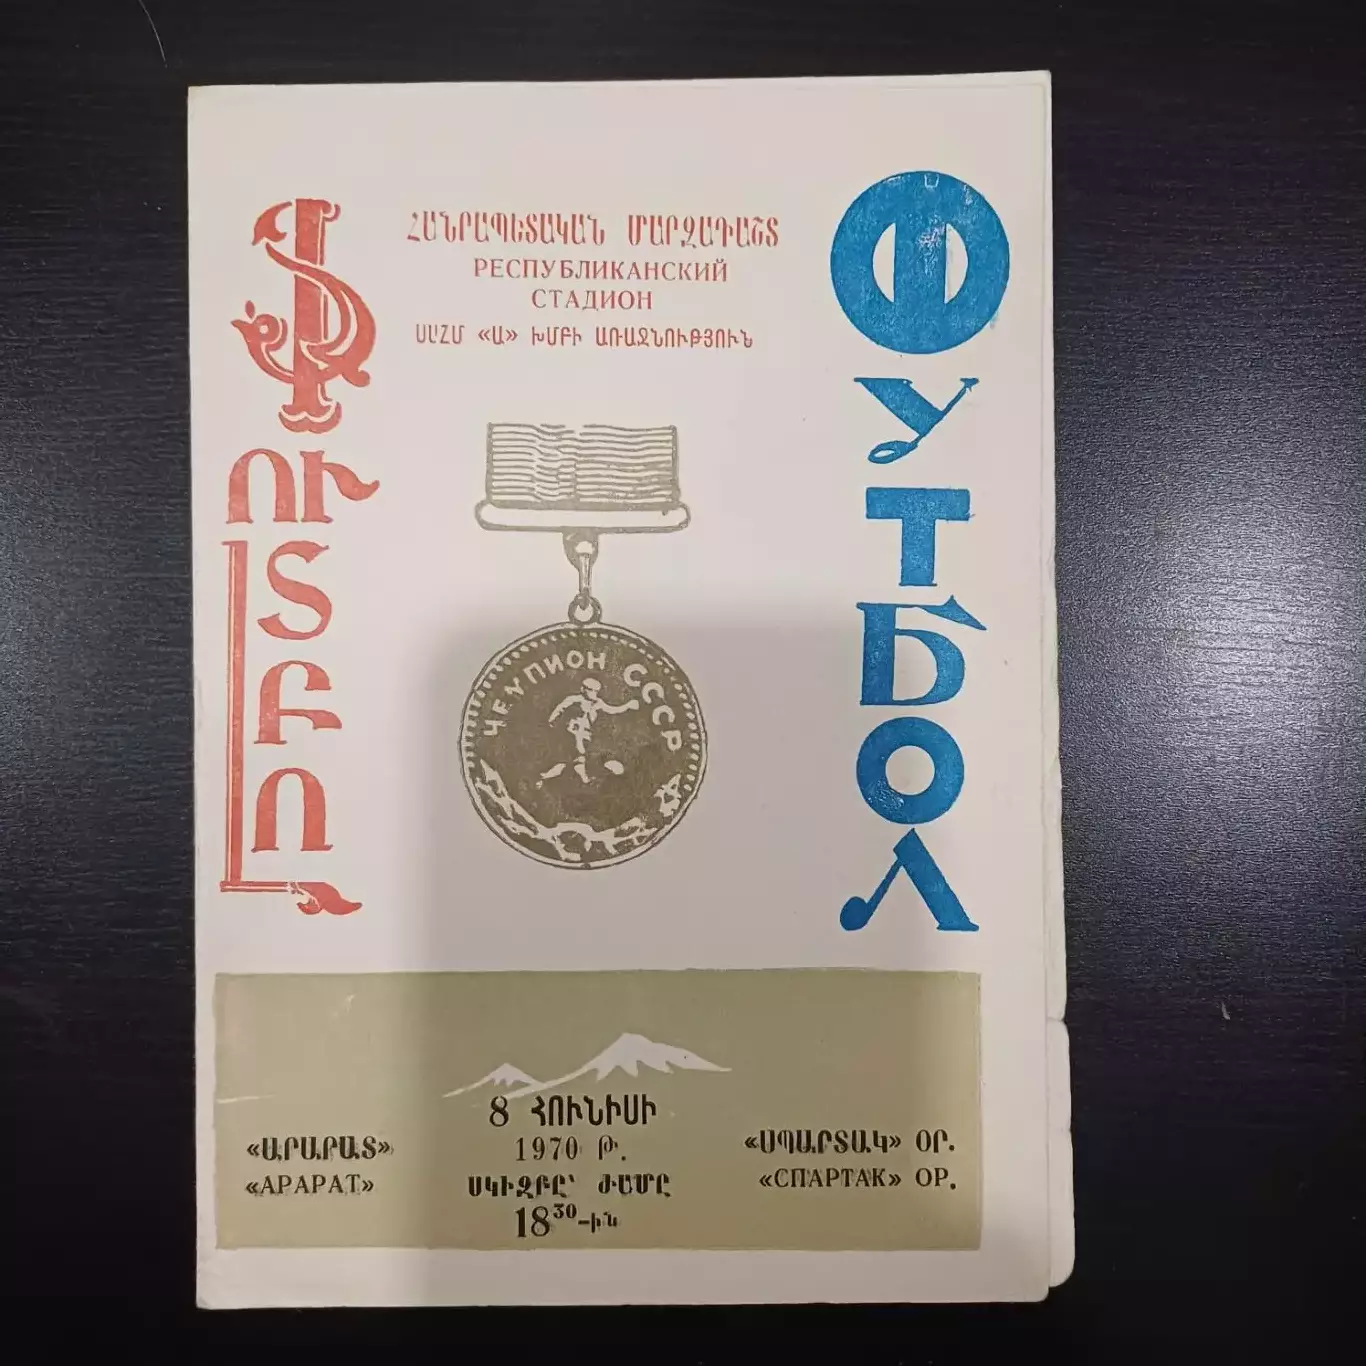 ՖՈՒՏԲՈԼ
ՀԱՆՐԱՊԵՏԱԿԱՆ ՄԱՐԶԱԴԱՇՏ
РЕСПУБЛИКАНСКИЙ
СТАДИОН
ՍՍՀՄ «Ա» ԽՄԲԻ ԱՌԱՋՆՈՒԹՅՈՒՆ
ФУТБОЛ
ЧЕМПИОН СССР
8 ՀՈՒՆԻՍԻ
1970 Թ.
ՍԿԻԶԲԸ՝ ԺԱՄԸ
18³⁰-ին
«ԱՐԱՐԱՏ»
«АРАРАТ»
«ՍՊԱՐՏԱԿ» ՕՐ.
«СПАРТАК» ОР.